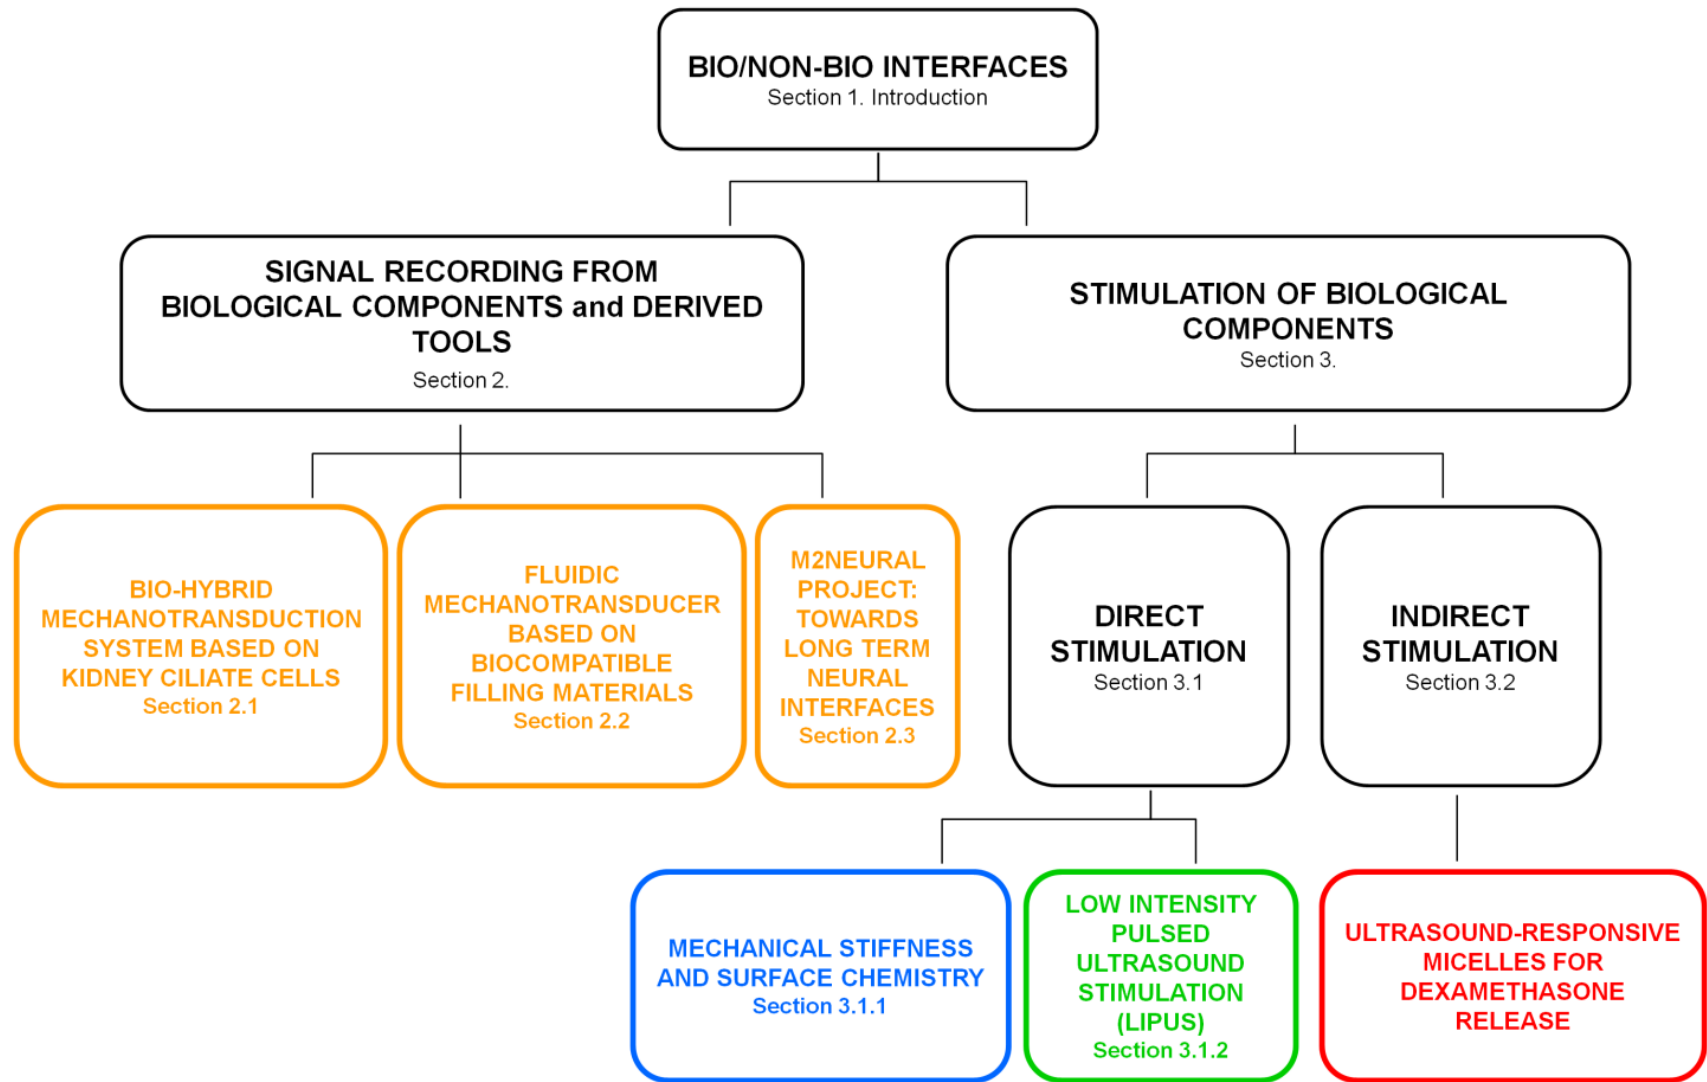 BIO/NON-BIO INTERFACES
Section 1. Introduction
SIGNAL RECORDING FROM
BIOLOGICAL COMPONENTS and DERIVED
TOOLS
Section 2.
STIMULATION OF BIOLOGICAL
COMPONENTS
Section 3.
BIO-HYBRID
MECHANOTRANSDUCTION
SYSTEM BASED ON
KIDNEY CILIATE CELLS
Section 2.1
FLUIDIC
MECHANOTRANSDUCER
BASED ON
BIOCOMPATIBLE
FILLING MATERIALS
Section 2.2
M2NEURAL
PROJECT:
TOWARDS
LONG TERM
NEURAL
INTERFACES
Section 2.3
DIRECT
STIMULATION
Section 3.1
INDIRECT
STIMULATION
Section 3.2
MECHANICAL STIFFNESS
AND SURFACE CHEMISTRY
Section 3.1.1
LOW INTENSITY
PULSED
ULTRASOUND
STIMULATION
(LIPUS)
Section 3.1.2
ULTRASOUND-RESPONSIVE
MICELLES FOR
DEXAMETHASONE
RELEASE